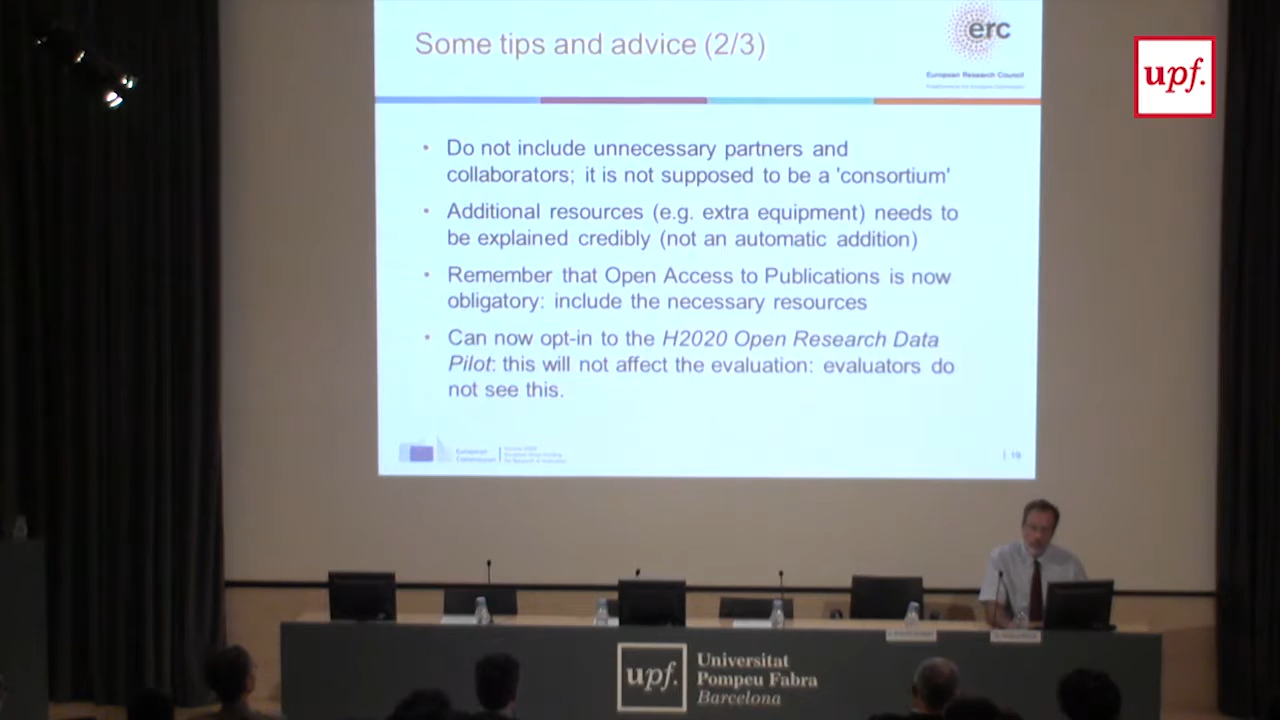 Some tips and advice (2/3)
erc
European Research Council
upf.
• Do not include unnecessary partners and
collaborators; it is not supposed to be a 'consortium'
• Additional resources (e.g. extra equipment) needs to
be explained credibly (not an automatic addition)
• Remember that Open Access to Publications is now
obligatory: include the necessary resources
• Can now opt-in to the H2020 Open Research Data
Pilot: this will not affect the evaluation: evaluators do
not see this.
European
Commission
| 19
upf.
Universitat
Pompeu Fabra
Barcelona